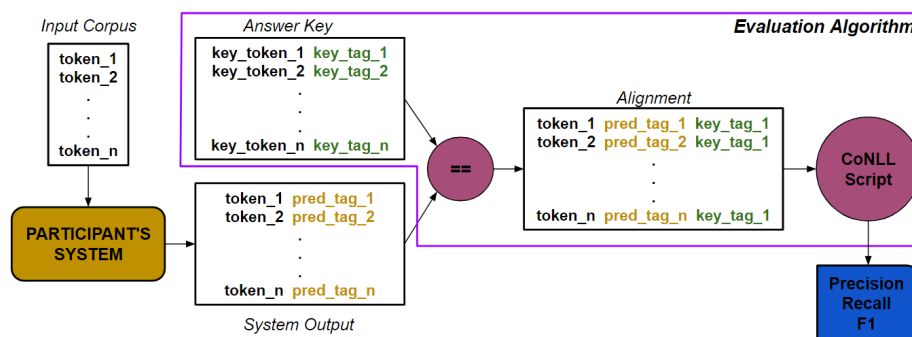 Input Corpus
token_1
token_2
.
.
.
token_n
PARTICIPANT'S
SYSTEM
Answer Key
key_token_1 key_tag_1
key_token_2 key_tag_2
.
.
.
key_token_n key_tag_n
token_1 pred_tag_1
token_2 pred_tag_2
.
.
.
token_n pred_tag_n
System Output
==
Evaluation Algorithm
Alignment
token_1 pred_tag_1 key_tag_1
token_2 pred_tag_2 key_tag_1
.
.
.
token_n pred_tag_n key_tag_1
CoNLL
Script
Precision
Recall
F1